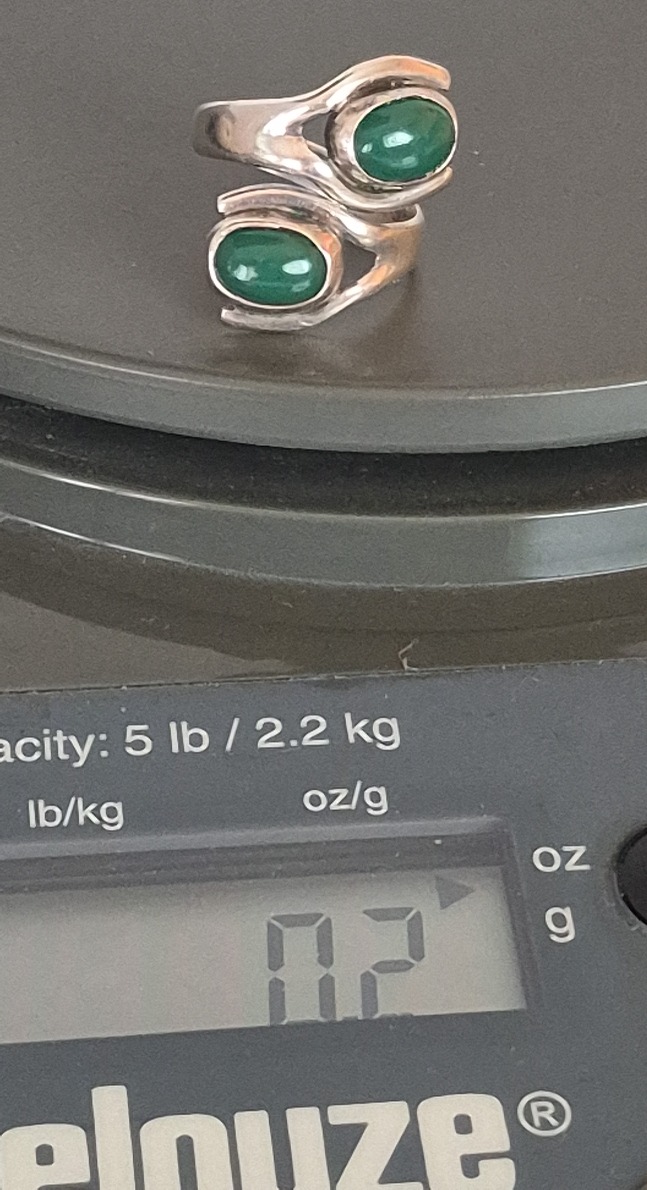 acity: 5 lb / 2.2 kg
lb/kg oz/g
oz
g
0.2
elouze®